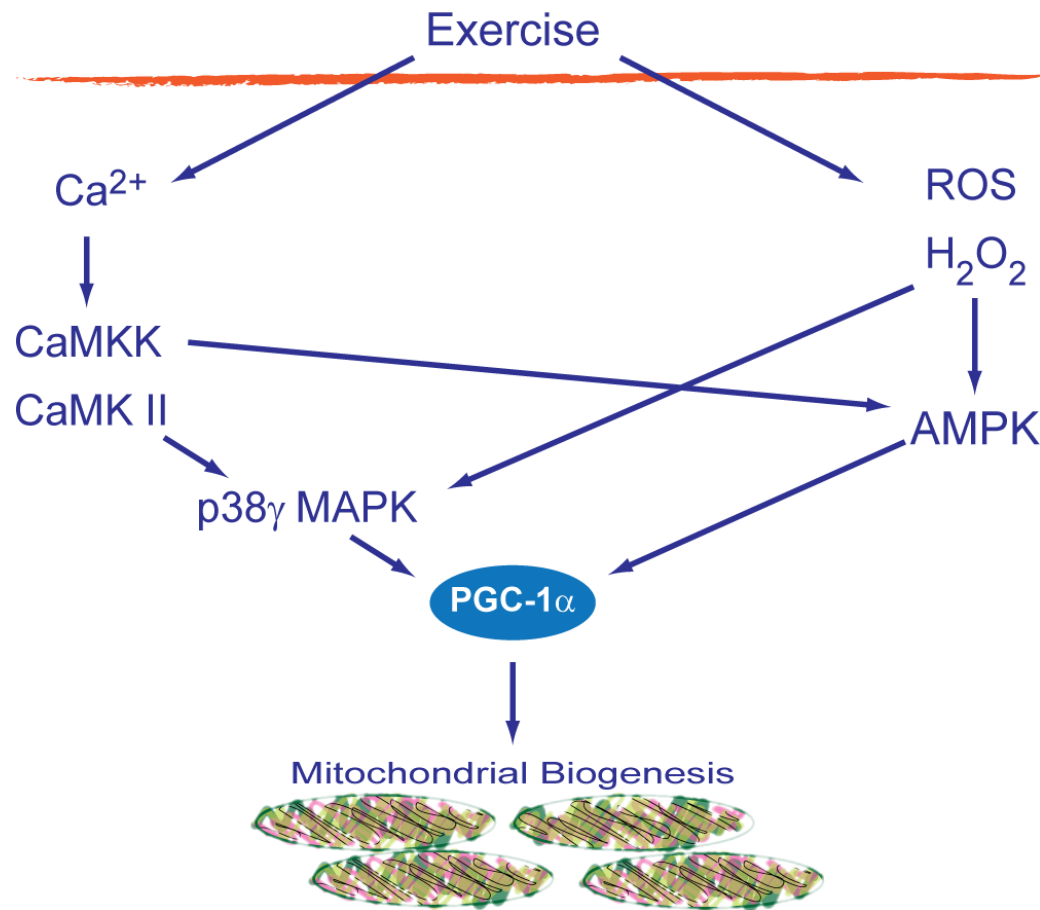 Exercise
Ca²⁺
ROS
H₂O₂
CaMKK
CaMK II
AMPK
p38γ MAPK
PGC-1α
Mitochondrial Biogenesis